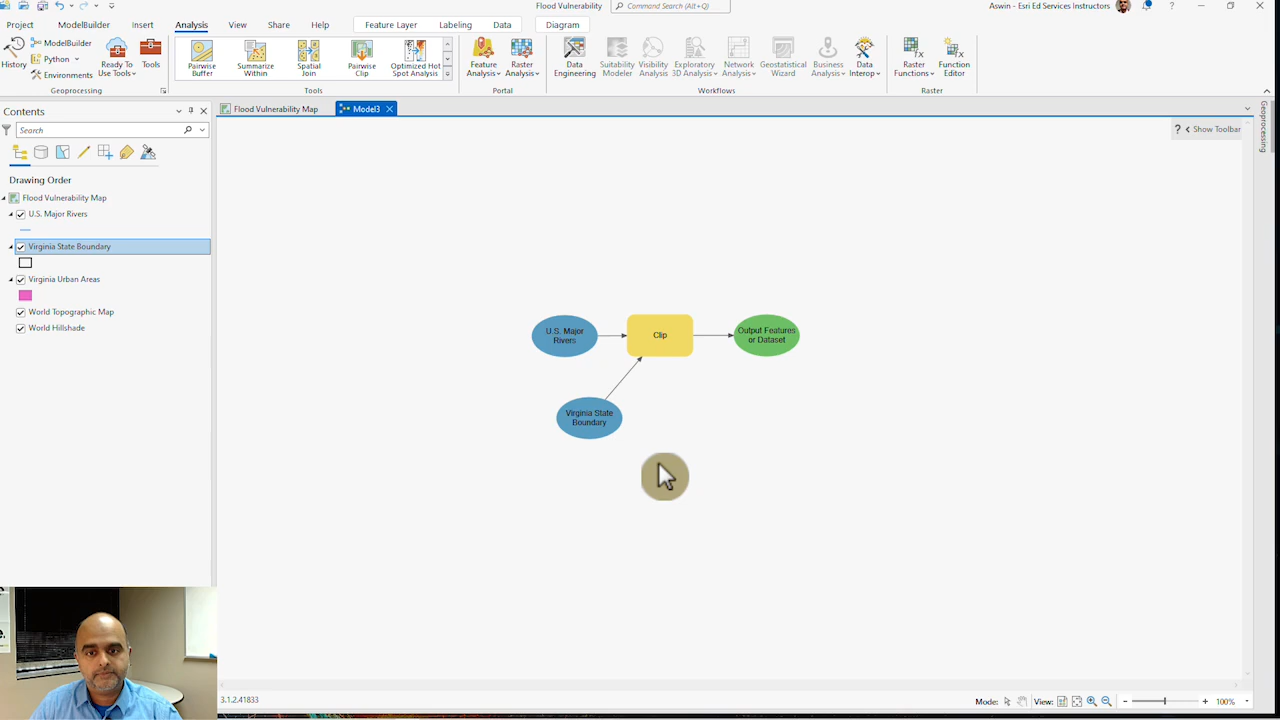 Flood Vulnerability
Command Search (Alt+Q)
Aswin - Esri Ed Services Instructors
Project
ModelBuilder
Insert
Analysis
View
Share
Help
Feature Layer
Labeling
Data
Diagram
History
ModelBuilder
Python
Environments
Ready To
Use Tools
Tools
Geoprocessing
Pairwise
Buffer
Summarize
Within
Spatial
Join
Pairwise
Clip
Optimized Hot
Spot Analysis
Tools
Feature
Analysis
Raster
Analysis
Portal
Data
Engineering
Suitability
Modeler
Visibility
Analysis
Exploratory
3D Analysis
Network
Analysis
Geostatistical
Wizard
Business
Analysis
Data
Interop
Workflows
Raster
Functions
Function
Editor
Raster
Contents
Search
Drawing Order
Flood Vulnerability Map
U.S. Major Rivers
Virginia State Boundary
Virginia Urban Areas
World Topographic Map
World Hillshade
Flood Vulnerability Map
Model3
? < Show Toolbar
Geoprocessing
U.S. Major
Rivers
Clip
Output Features
or Dataset
Virginia State
Boundary
3.1.2.41833
Mode:
View:
100%